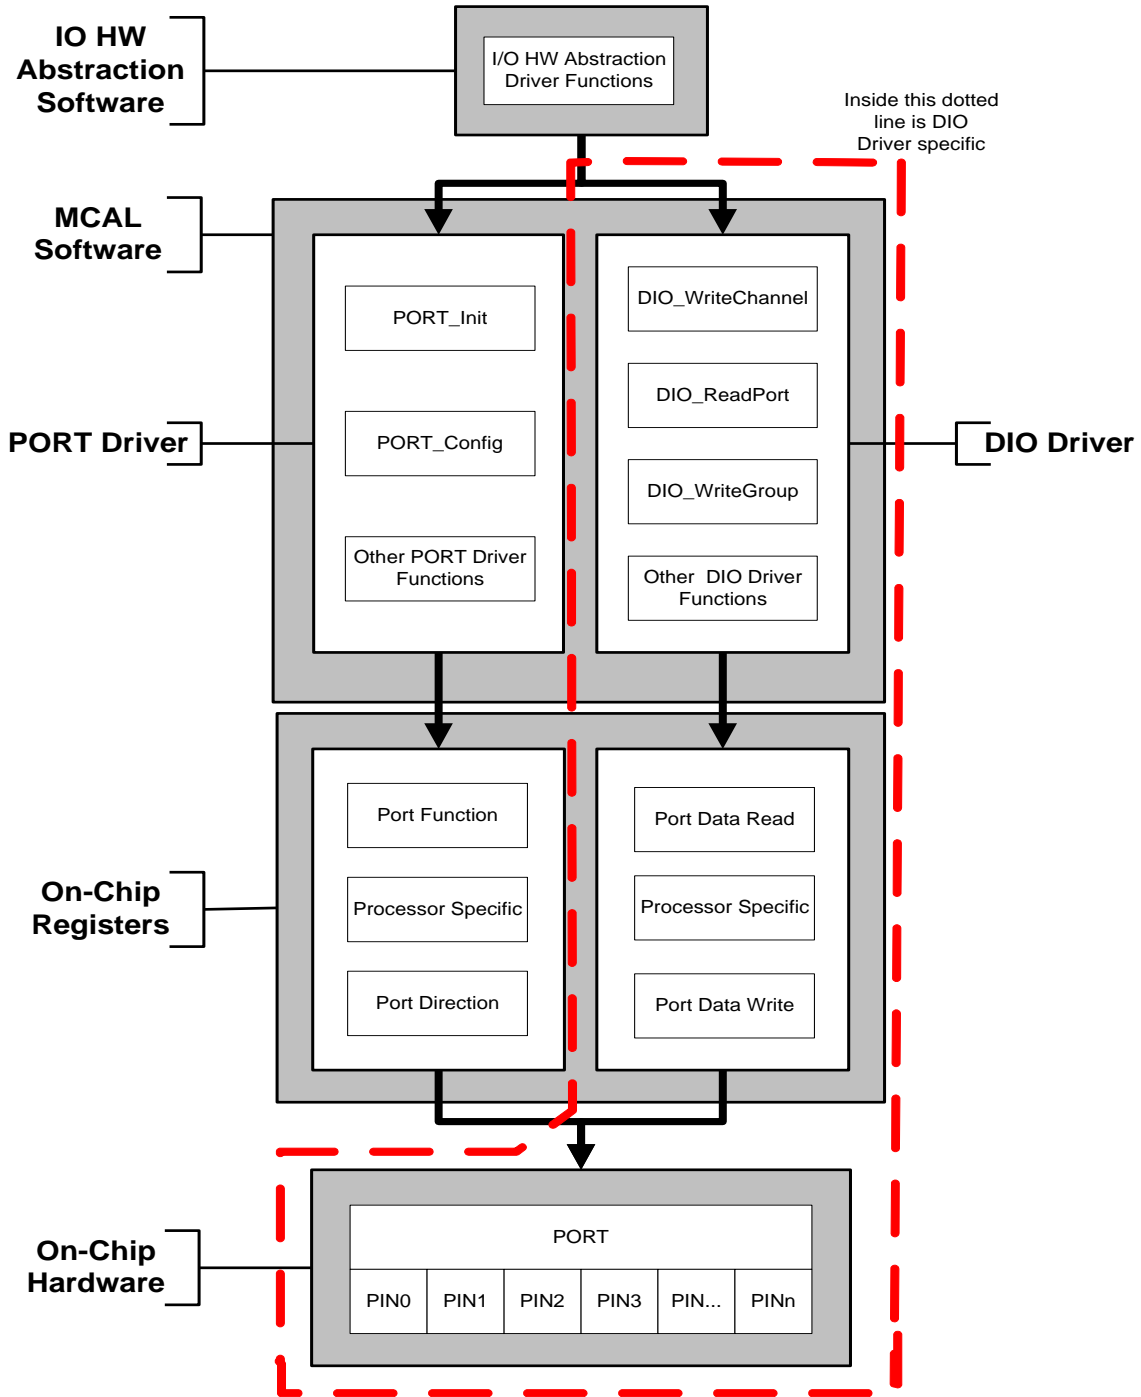 IO HW
Abstraction
Software
I/O HW Abstraction
Driver Functions
Inside this dotted
line is DIO
Driver specific
MCAL
Software
PORT_Init
DIO_WriteChannel
DIO_ReadPort
PORT Driver
PORT_Config
DIO Driver
DIO_WriteGroup
Other PORT Driver
Functions
Other DIO Driver
Functions
Port Function
Port Data Read
On-Chip
Registers
Processor Specific
Processor Specific
Port Direction
Port Data Write
On-Chip
Hardware
PORT
PIN0 PIN1 PIN2 PIN3 PIN... PINn